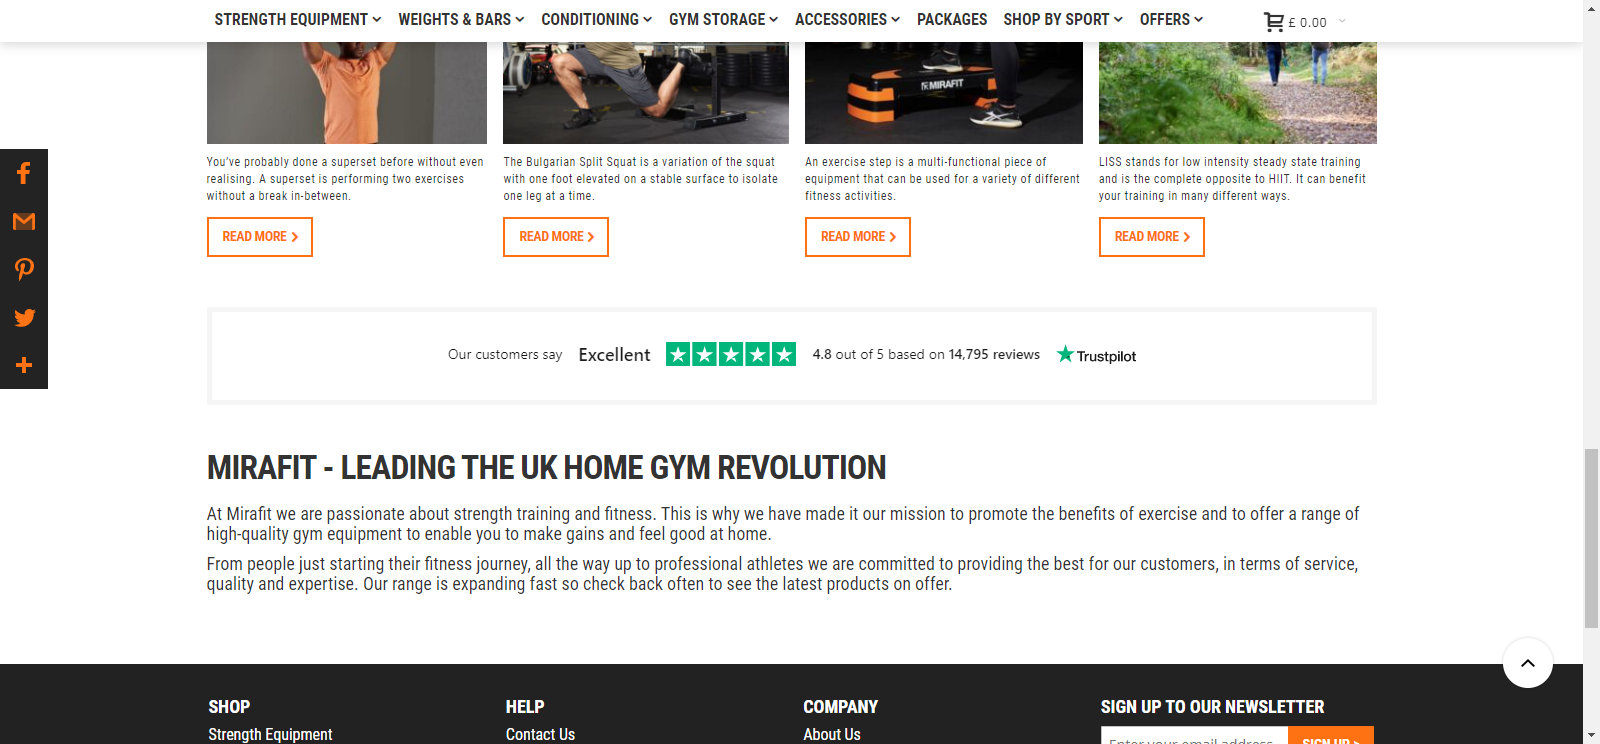 STRENGTH EQUIPMENT WEIGHTS & BARS CONDITIONING GYM STORAGE ACCESSORIES PACKAGES SHOP BY SPORT OFFERS £ 0.00
MIRAFIT
You've probably done a superset before without even
realising. A superset is performing two exercises
without a break in-between.
READ MORE
The Bulgarian Split Squat is a variation of the squat
with one foot elevated on a stable surface to isolate
one leg at a time.
READ MORE
An exercise step is a multi-functional piece of
equipment that can be used for a variety of different
fitness activities.
READ MORE
LISS stands for low intensity steady state training
and is the complete opposite to HIIT. It can benefit
your training in many different ways.
READ MORE
Our customers say Excellent 4.8 out of 5 based on 14,795 reviews Trustpilot
MIRAFIT - LEADING THE UK HOME GYM REVOLUTION
At Mirafit we are passionate about strength training and fitness. This is why we have made it our mission to promote the benefits of exercise and to offer a range of
high-quality gym equipment to enable you to make gains and feel good at home.
From people just starting their fitness journey, all the way up to professional athletes we are committed to providing the best for our customers, in terms of service,
quality and expertise. Our range is expanding fast so check back often to see the latest products on offer.
SHOP
Strength Equipment
HELP
Contact Us
COMPANY
About Us
SIGN UP TO OUR NEWSLETTER
Enter your email address
SIGN UP >